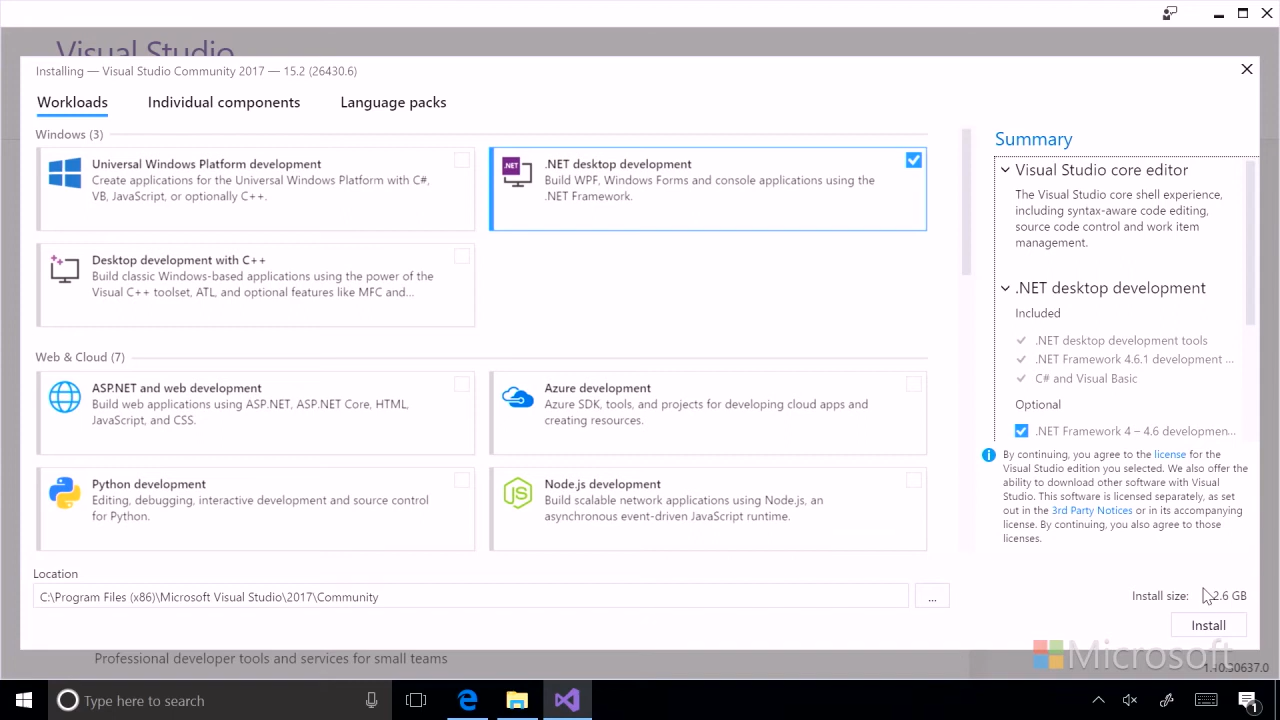 Visual Studio
Installing — Visual Studio Community 2017 — 15.2 (26430.6)
Workloads
Individual components
Language packs
Windows (3)
Universal Windows Platform development
Create applications for the Universal Windows Platform with C#,
VB, JavaScript, or optionally C++.
.NET
.NET desktop development
Build WPF, Windows Forms and console applications using the
.NET Framework.
Desktop development with C++
Build classic Windows-based applications using the power of the
Visual C++ toolset, ATL, and optional features like MFC and...
Web & Cloud (7)
ASP.NET and web development
Build web applications using ASP.NET, ASP.NET Core, HTML,
JavaScript, and CSS.
Azure development
Azure SDK, tools, and projects for developing cloud apps and
creating resources.
Python development
Editing, debugging, interactive development and source control
for Python.
JS
Node.js development
Build scalable network applications using Node.js, an
asynchronous event-driven JavaScript runtime.
Summary
Visual Studio core editor
The Visual Studio core shell experience,
including syntax-aware code editing,
source code control and work item
management.
.NET desktop development
Included
.NET desktop development tools
.NET Framework 4.6.1 development ...
C# and Visual Basic
Optional
.NET Framework 4 – 4.6 developmen...
By continuing, you agree to the license for the
Visual Studio edition you selected. We also offer the
ability to download other software with Visual
Studio. This software is licensed separately, as set
out in the 3rd Party Notices or in its accompanying
license. By continuing, you also agree to those
licenses.
Location
C:\Program Files (x86)\Microsoft Visual Studio\2017\Community
...
Install size: 2.6 GB
Install
Professional developer tools and services for small teams
Microsoft
Type here to search
1